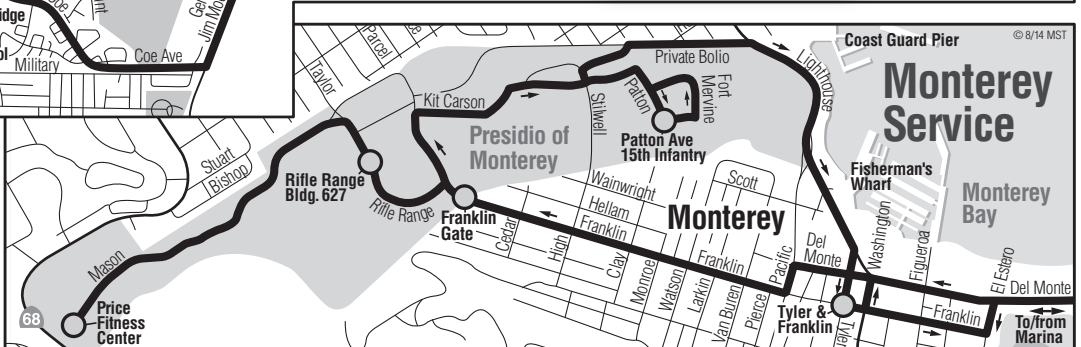 idge
Military
Coe Ave
Jim Mo
Parcel
Taylor
Private Bolio
Coast Guard Pier
© 8/14 MST
Lighthouse
Monterey
Service
Kit Carson
Stilwell
Patton
Fort
Mervine
Presidio of
Monterey
Patton Ave
15th Infantry
Stuart
Bishop
Rifle Range
Bldg. 627
Rifle Range
Franklin
Gate
Wainwright
Scott
Hellam
Franklin
Monterey
Fisherman's
Wharf
Monterey
Bay
Cedar
High
Clay
Monroe
Watson
Larkin
Van Buren
Pierce
Franklin
Pacific
Del
Monte
Washington
Figueroa
El Estero
Del Monte
Mason
68
Price
Fitness
Center
Tyler &
Franklin
Tyler
Franklin
To/from
Marina